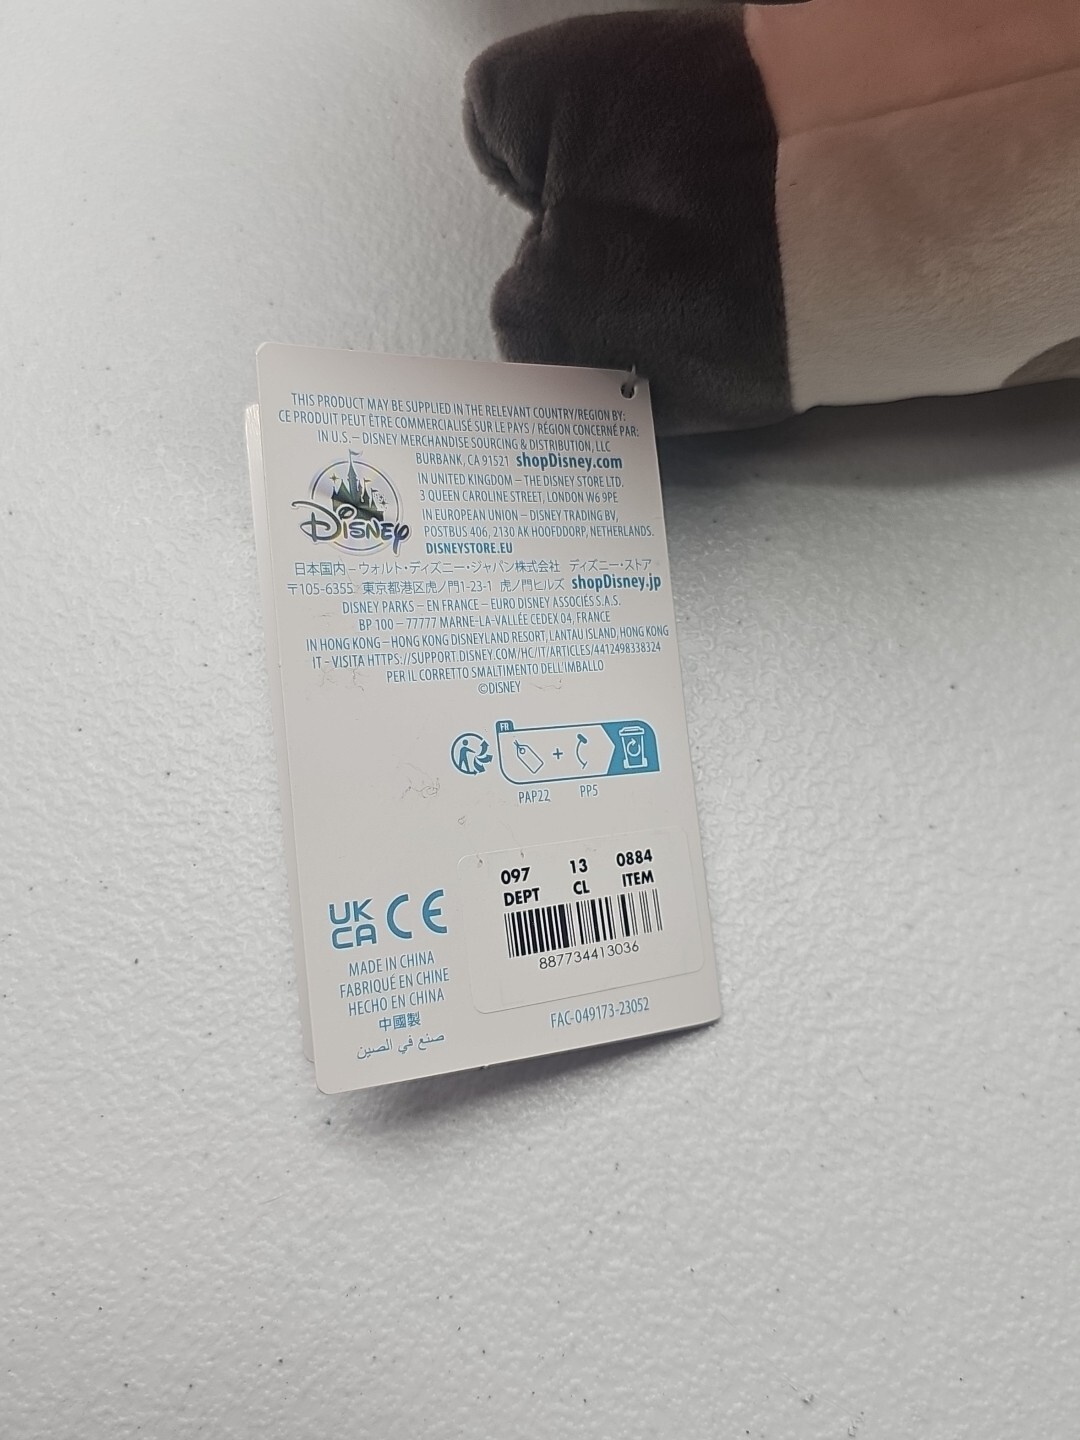 THIS PRODUCT MAY BE SUPPLIED IN THE RELEVANT COUNTRY/REGION BY:
CE PRODUIT PEUT ÊTRE COMMERCIALISÉ SUR LE PAYS / RÉGION CONCERNÉ PAR:
IN U.S. – DISNEY MERCHANDISE SOURCING & DISTRIBUTION, LLC
BURBANK, CA 91521 shopDisney.com
IN UNITED KINGDOM – THE DISNEY STORE LTD.
3 QUEEN CAROLINE STREET, LONDON W6 9PE
IN EUROPEAN UNION – DISNEY TRADING BV,
POSTBUS 406, 2130 AK HOOFDDORP, NETHERLANDS.
DISNEYSTORE.EU
DISNEY
日本国内 – ウォルト・ディズニー・ジャパン株式会社 ディズニー・ストア
〒105-6355 東京都港区虎ノ門1-23-1 虎ノ門ヒルズ shopDisney.jp
DISNEY PARKS – EN FRANCE – EURO DISNEY ASSOCIÉS S.A.S.
BP 100 – 77777 MARNE-LA-VALLÉE CEDEX 04, FRANCE
IN HONG KONG – HONG KONG DISNEYLAND RESORT, LANTAU ISLAND, HONG KONG
IT - VISITA HTTPS://SUPPORT.DISNEY.COM/HC/IT/ARTICLES/4412498338324
PER IL CORRETTO SMALTIMENTO DELL'IMBALLO
©DISNEY
FR
+
PAP22 PP5
097 13 0884
DEPT CL ITEM
887734413036
UK
CA CE
MADE IN CHINA
FABRIQUÉ EN CHINE
HECHO EN CHINA
中國製
صنع في الصين
FAC-049173-23052